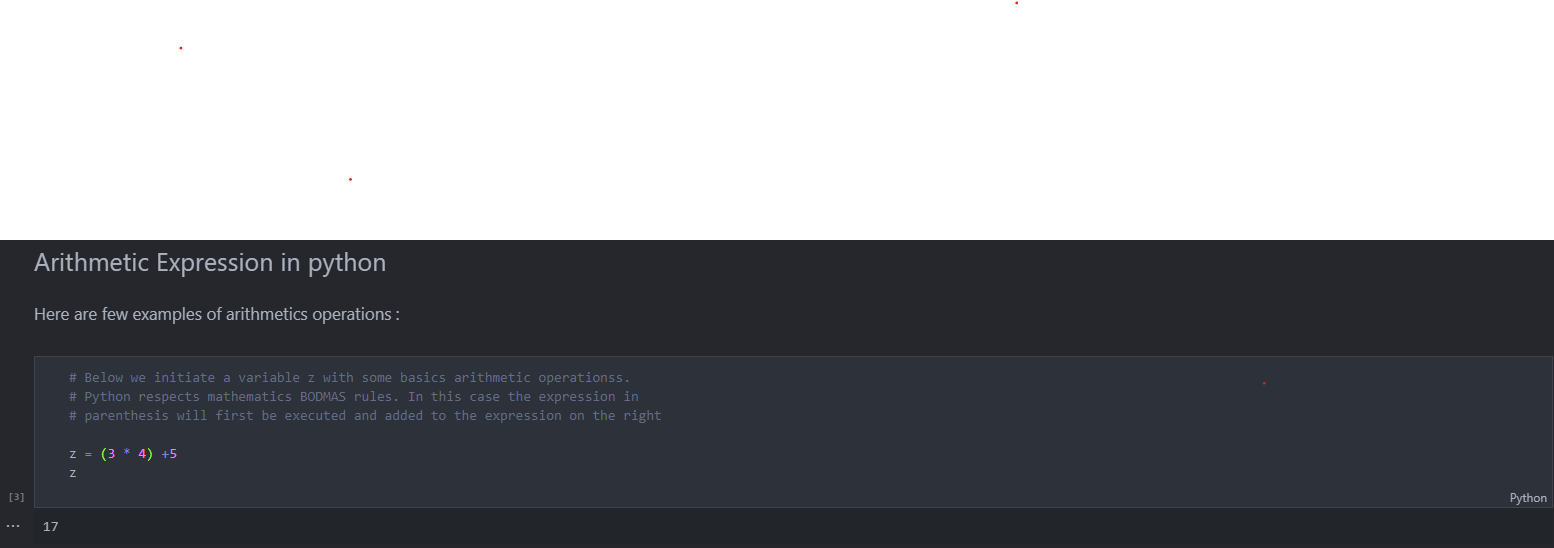 Arithmetic Expression in python
Here are few examples of arithmetics operations :
# Below we initiate a variable z with some basics arithmetic operationss.
# Python respects mathematics BODMAS rules. In this case the expression in
# parenthesis will first be executed and added to the expression on the right
z = (3 * 4) +5
z
[3]
Python
... 17